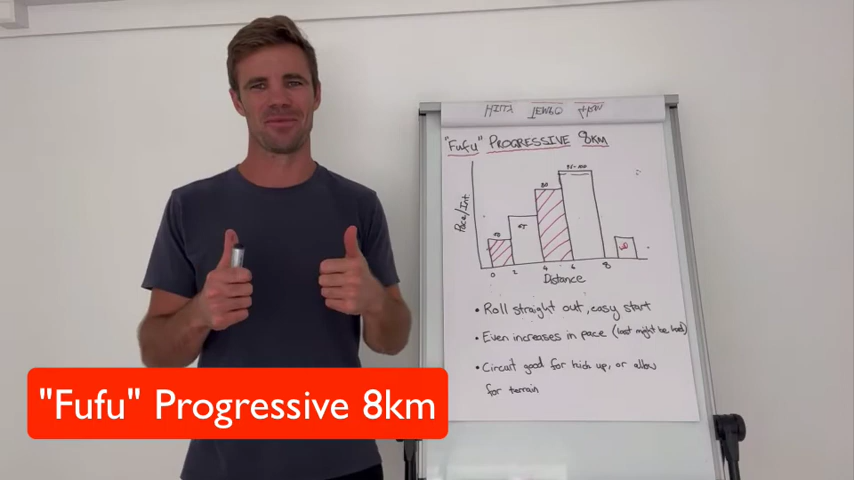 "Fufu" PROGRESSIVE 8KM
Pace/Int
80
0
2
4
6
8
Distance
• Roll straight out, easy start
• Even increases in pace (last might be hard)
• Circuit good for hick up, or allow
for terrain
"Fufu" Progressive 8km